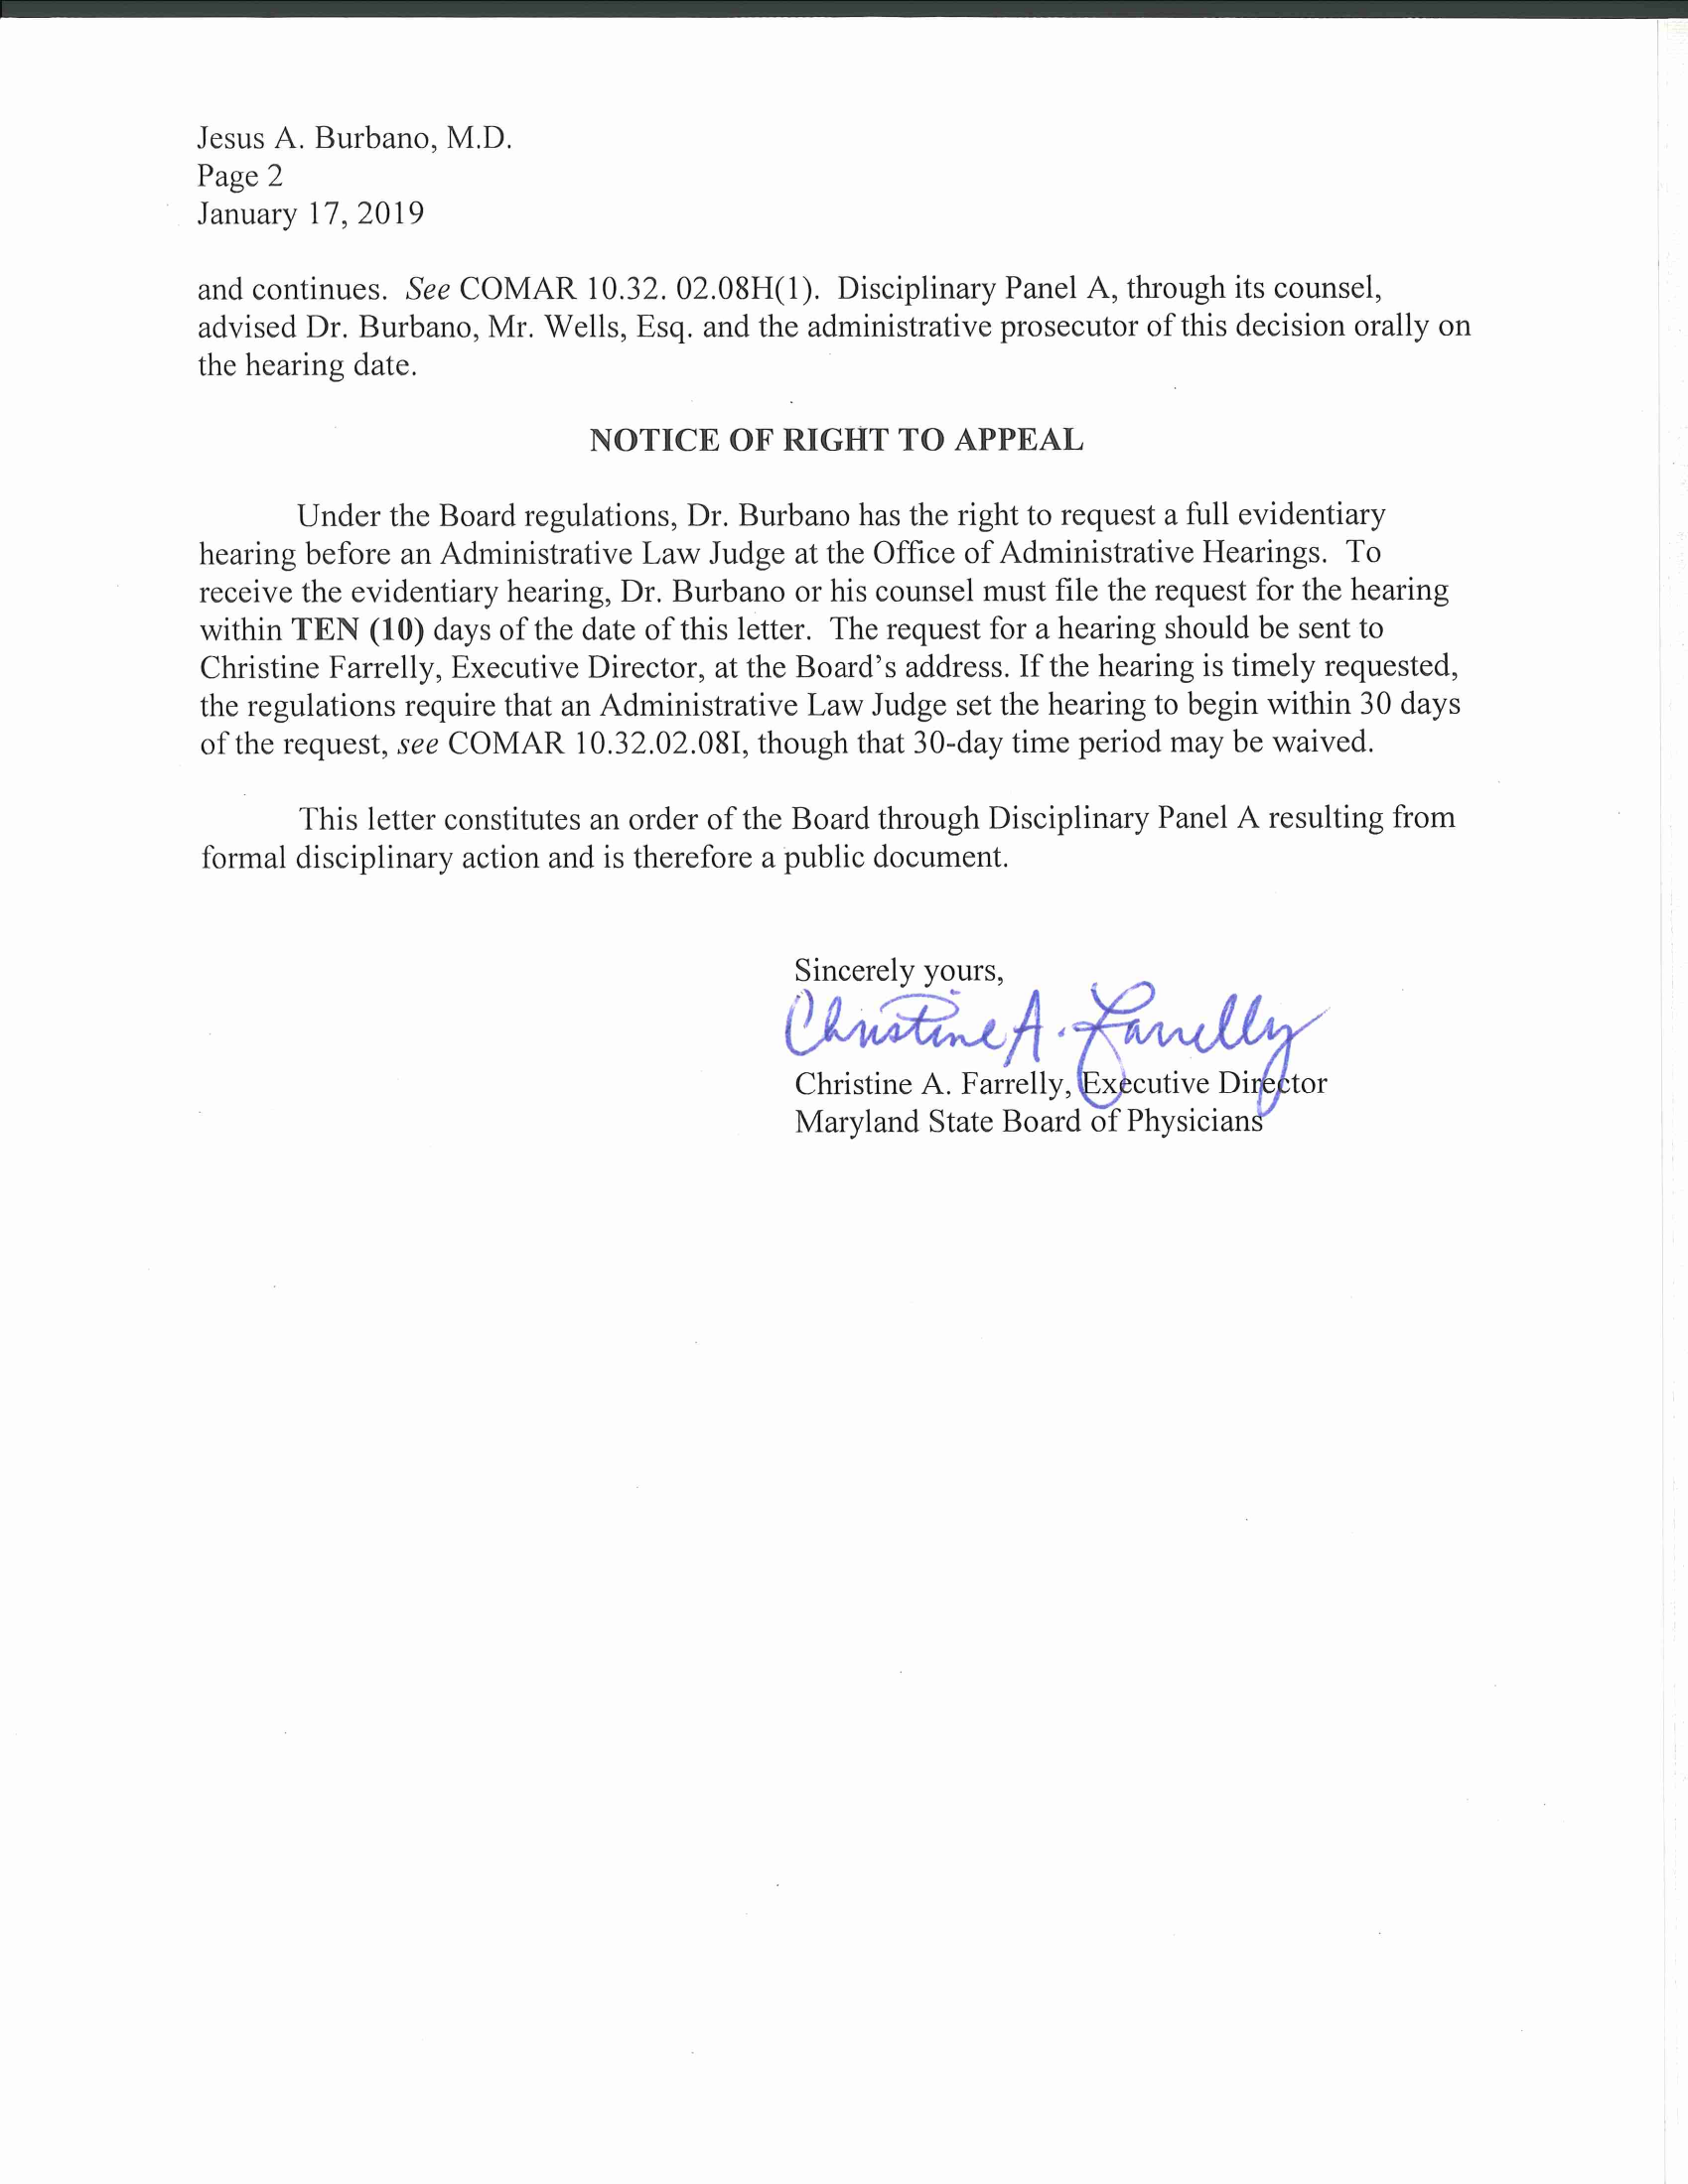 Jesus A. Burbano, M.D.
Page 2
January 17, 2019
and continues. See COMAR 10.32. 02.08H(1). Disciplinary Panel A, through its counsel,
advised Dr. Burbano, Mr. Wells, Esq. and the administrative prosecutor of this decision orally on
the hearing date.
NOTICE OF RIGHT TO APPEAL
Under the Board regulations, Dr. Burbano has the right to request a full evidentiary
hearing before an Administrative Law Judge at the Office of Administrative Hearings. To
receive the evidentiary hearing, Dr. Burbano or his counsel must file the request for the hearing
within TEN (10) days of the date of this letter. The request for a hearing should be sent to
Christine Farrelly, Executive Director, at the Board's address. If the hearing is timely requested,
the regulations require that an Administrative Law Judge set the hearing to begin within 30 days
of the request, see COMAR 10.32.02.08I, though that 30-day time period may be waived.
This letter constitutes an order of the Board through Disciplinary Panel A resulting from
formal disciplinary action and is therefore a public document.
Sincerely yours,
Christine A. Farrelly
Christine A. Farrelly, Executive Director
Maryland State Board of Physicians